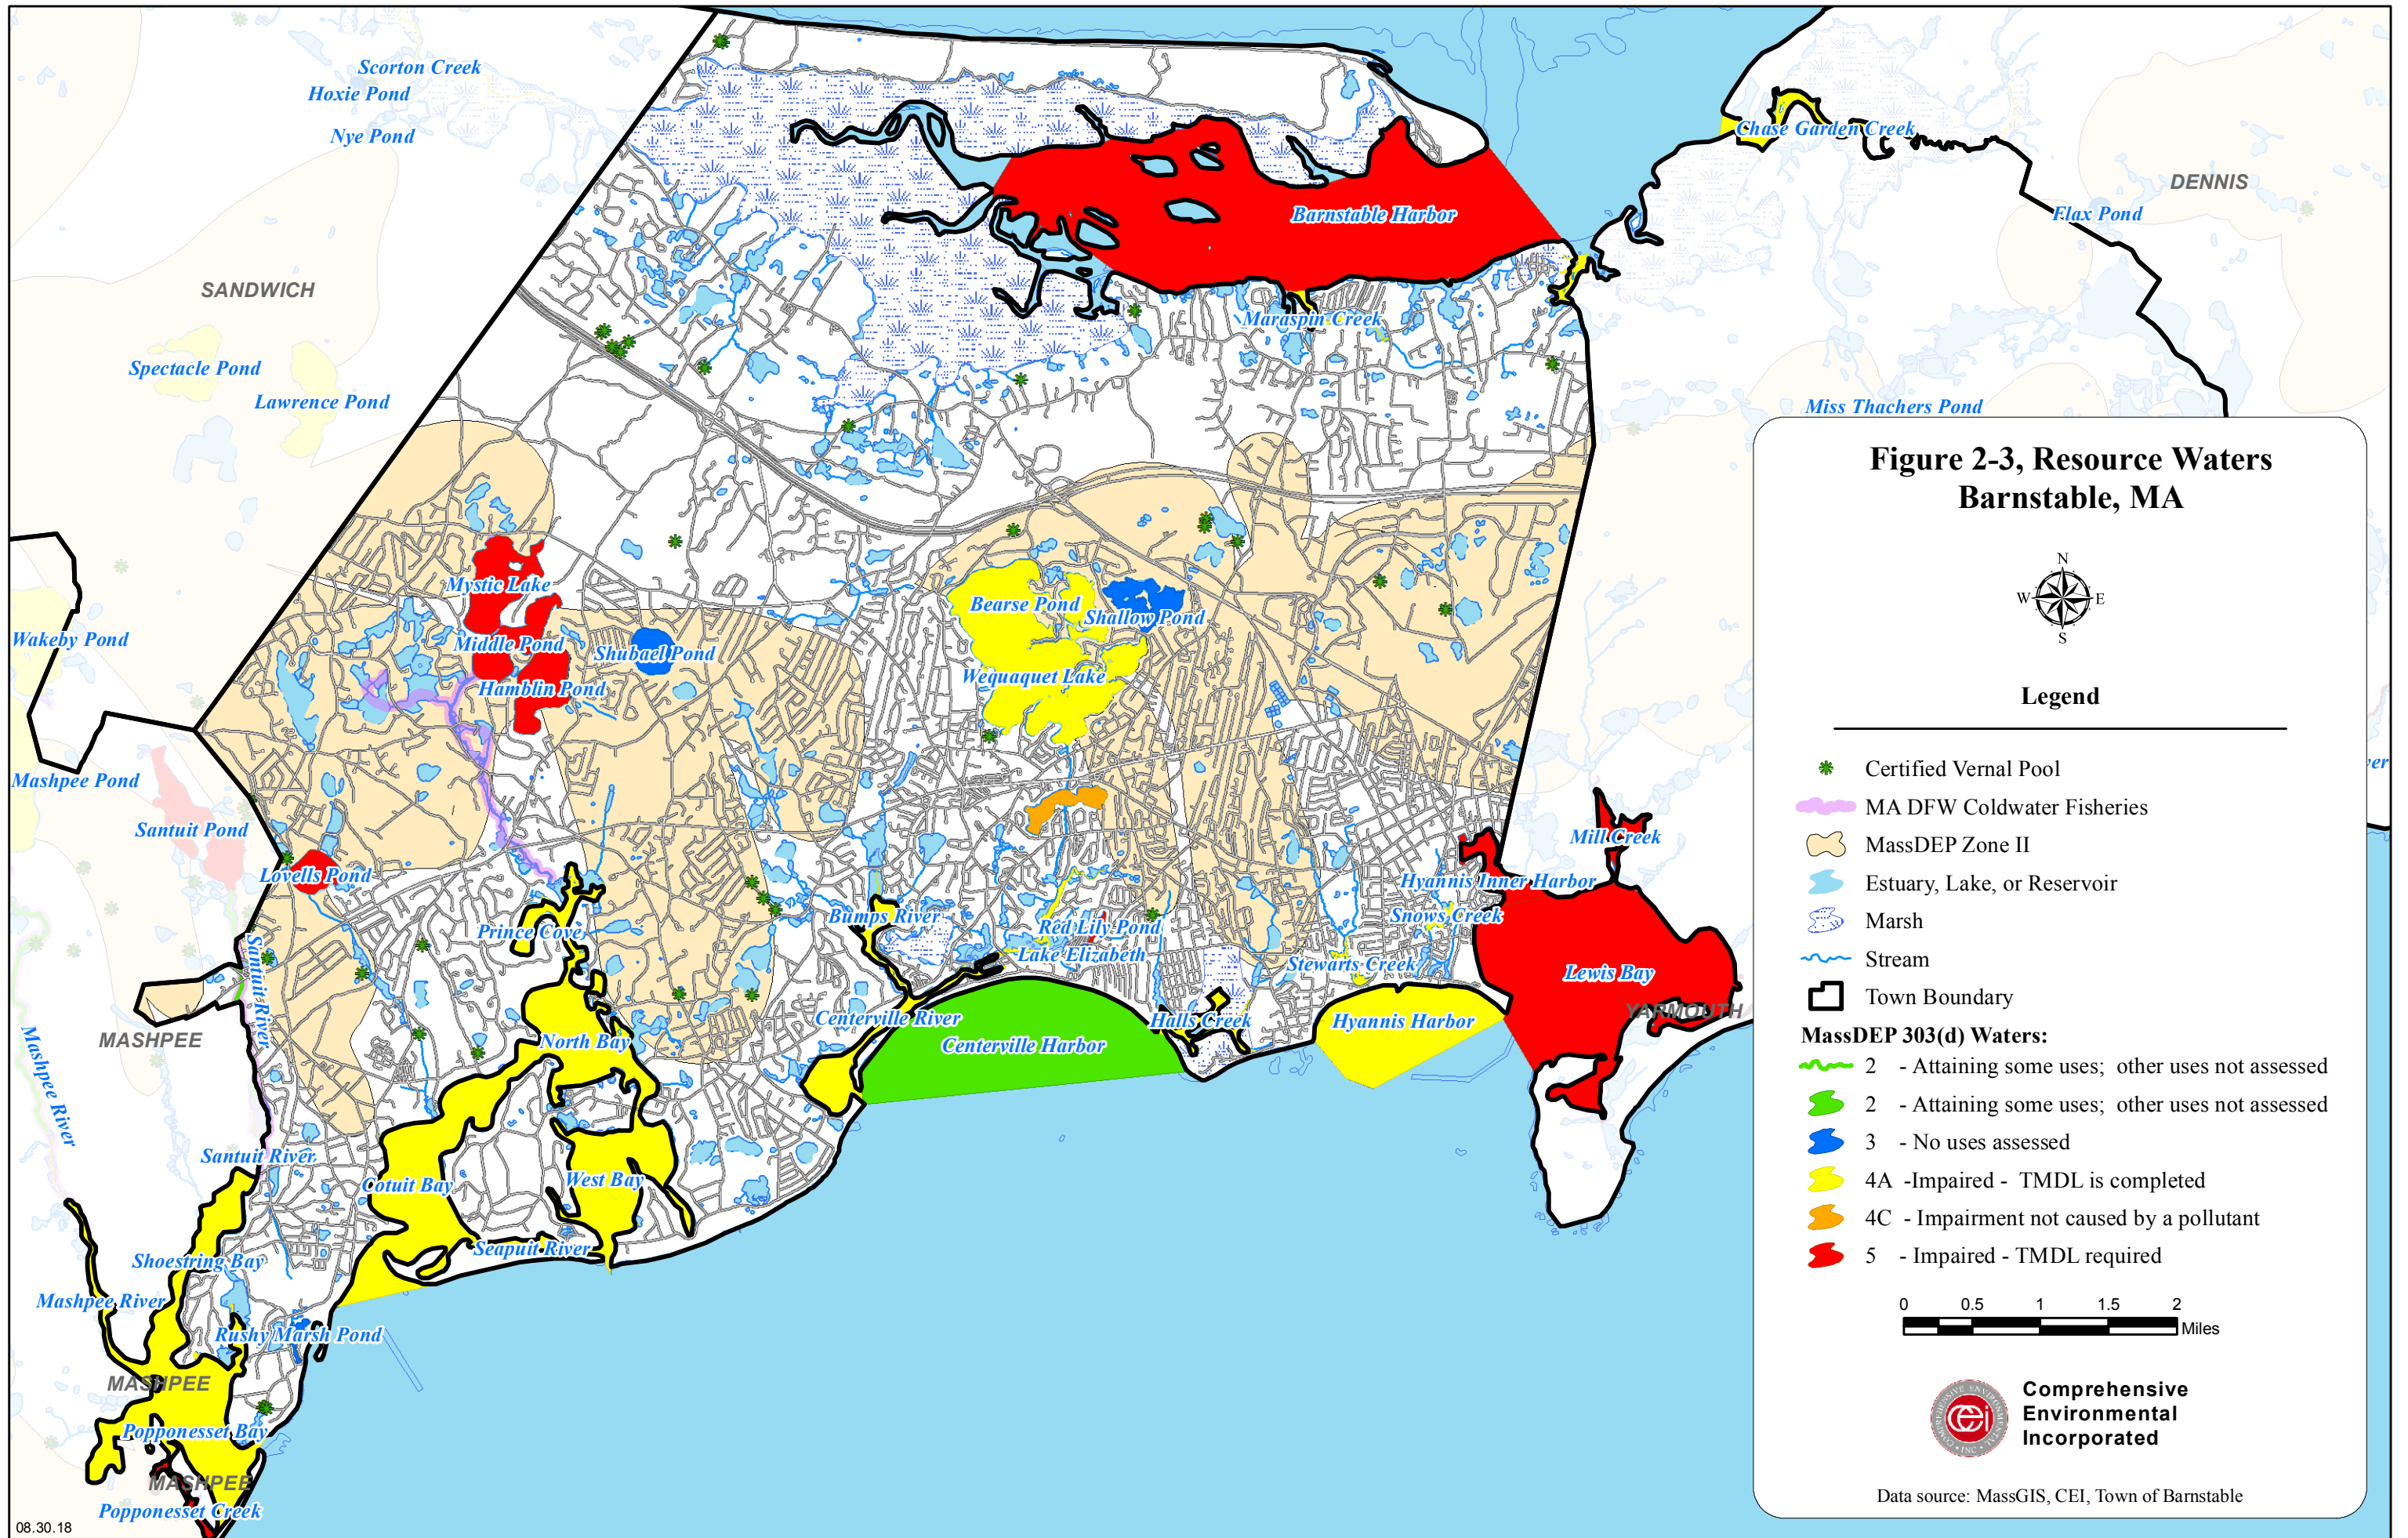 Scorton Creek
Hoxie Pond
Nye Pond
Chase Garden Creek
DENNIS
Flax Pond
Barnstable Harbor
SANDWICH
Maraspin Creek
Spectacle Pond
Lawrence Pond
Miss Thachers Pond
Mystic Lake
Bearse Pond
Shallow Pond
Wakeby Pond
Middle Pond
Shubael Pond
Wequaquet Lake
Hamblin Pond
Mashpee Pond
Santuit Pond
Mill Creek
Lovells Pond
Hyannis Inner Harbor
Bumps River
Snows Creek
Prince Cove
Red Lily Pond
Lake Elizabeth
Stewarts Creek
Lewis Bay
Santuit River
YARMOUTH
Centerville River
Halls Creek
Hyannis Harbor
MASHPEE
North Bay
Centerville Harbor
Mashpee River
Santuit River
Cotuit Bay
West Bay
Seapuit River
Shoestring Bay
Mashpee River
Rushy Marsh Pond
MASHPEE
Popponesset Bay
MASHPEE
Popponesset Creek
08.30.18
Figure 2-3, Resource Waters
Barnstable, MA
N
W E
S
Legend
Certified Vernal Pool
MA DFW Coldwater Fisheries
MassDEP Zone II
Estuary, Lake, or Reservoir
Marsh
Stream
Town Boundary
MassDEP 303(d) Waters:
2 - Attaining some uses; other uses not assessed
2 - Attaining some uses; other uses not assessed
3 - No uses assessed
4A -Impaired - TMDL is completed
4C - Impairment not caused by a pollutant
5 - Impaired - TMDL required
0 0.5 1 1.5 2
Miles
COMPREHENSIVE ENVIRONMENTAL INC
cei
Comprehensive
Environmental
Incorporated
Data source: MassGIS, CEI, Town of Barnstable